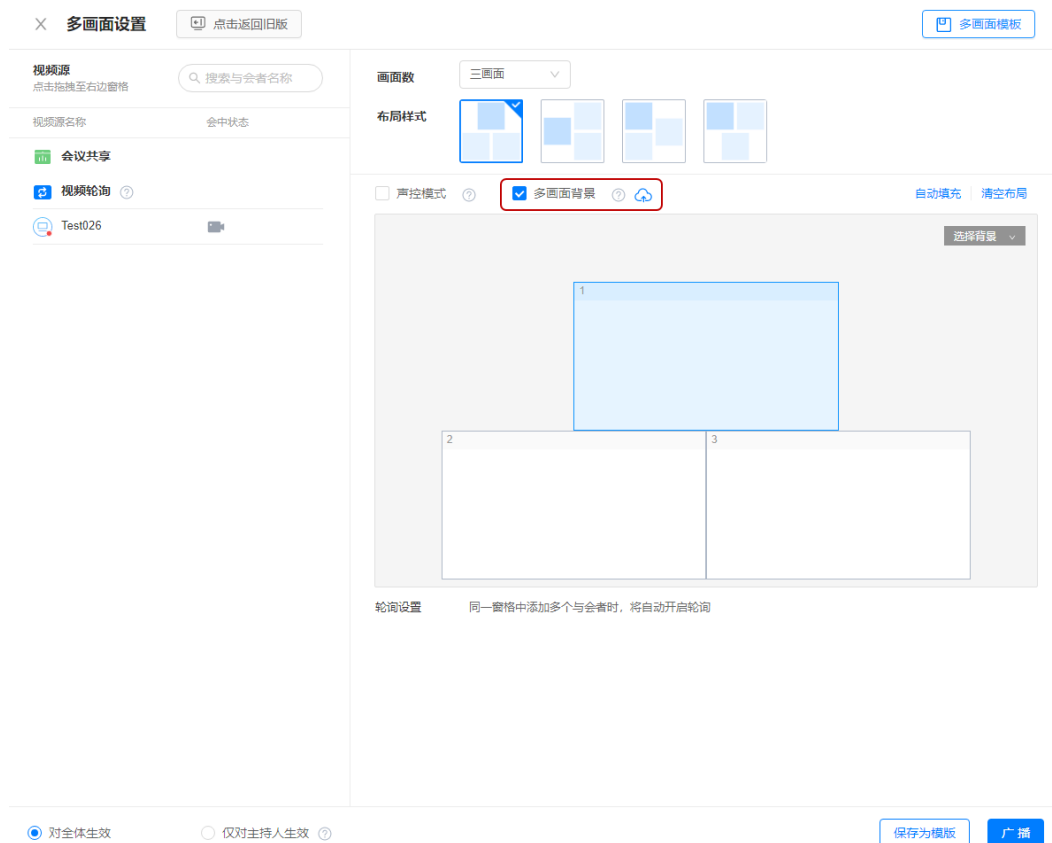 多画面设置
点击返回旧版
多画面模板
视频源
点击拖拽至右边窗格
搜索与会者名称
视频源名称
会中状态
会议共享
视频轮询
Test026
画面数
三画面
布局样式
声控模式
多画面背景
自动填充
清空布局
选择背景
1
2
3
轮询设置
同一窗格中添加多个与会者时，将自动开启轮询
对全体生效
仅对主持人生效
保存为模版
广播